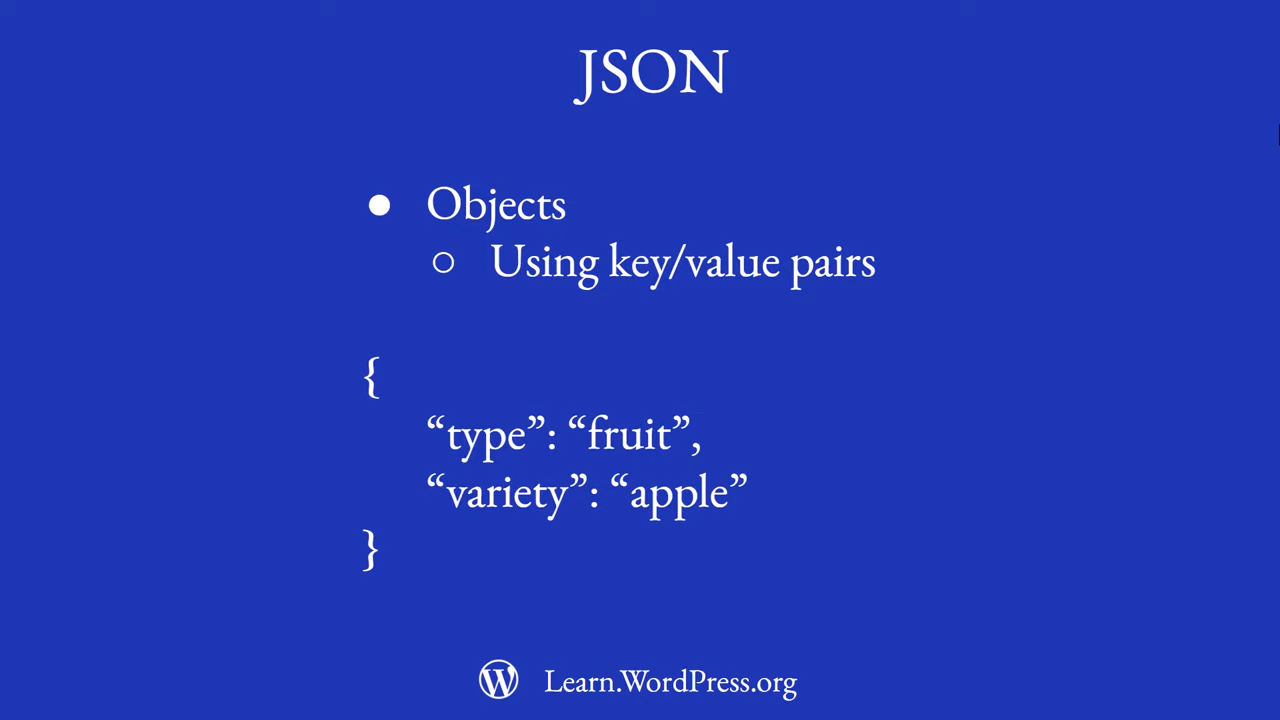 JSON
● Objects
○ Using key/value pairs
{
“type”: “fruit”,
“variety”: “apple”
}
Learn.WordPress.org